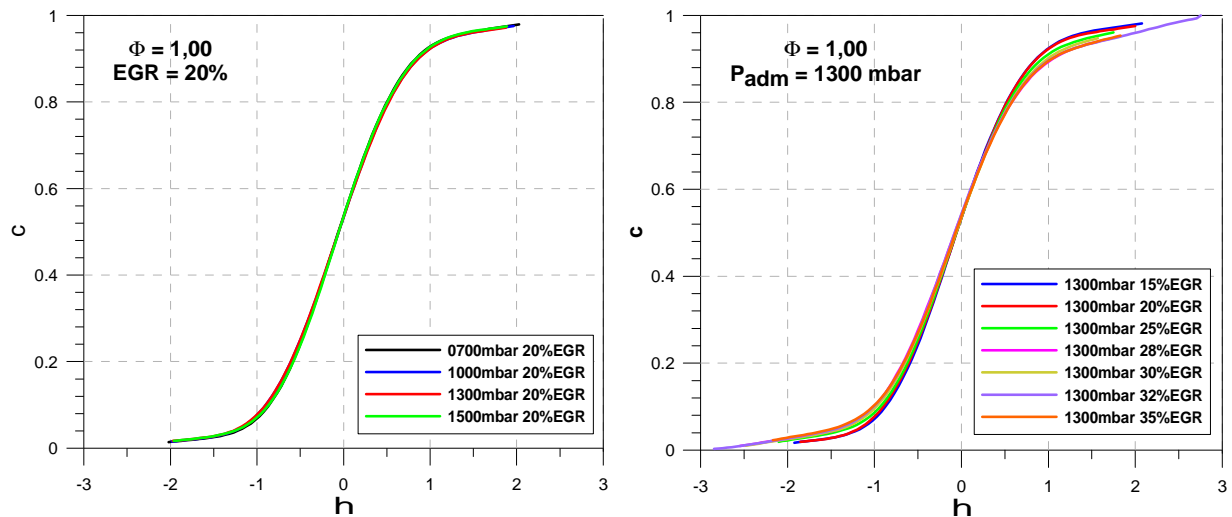 Φ = 1,00
EGR = 20%
1
0.8
0.6
0.4
0.2
0
c
0700mbar 20%EGR
1000mbar 20%EGR
1300mbar 20%EGR
1500mbar 20%EGR
-3 -2 -1 0 1 2 3
h
Φ = 1,00
Padm = 1300 mbar
1
0.8
0.6
0.4
0.2
0
c
1300mbar 15%EGR
1300mbar 20%EGR
1300mbar 25%EGR
1300mbar 28%EGR
1300mbar 30%EGR
1300mbar 32%EGR
1300mbar 35%EGR
-3 -2 -1 0 1 2 3
h